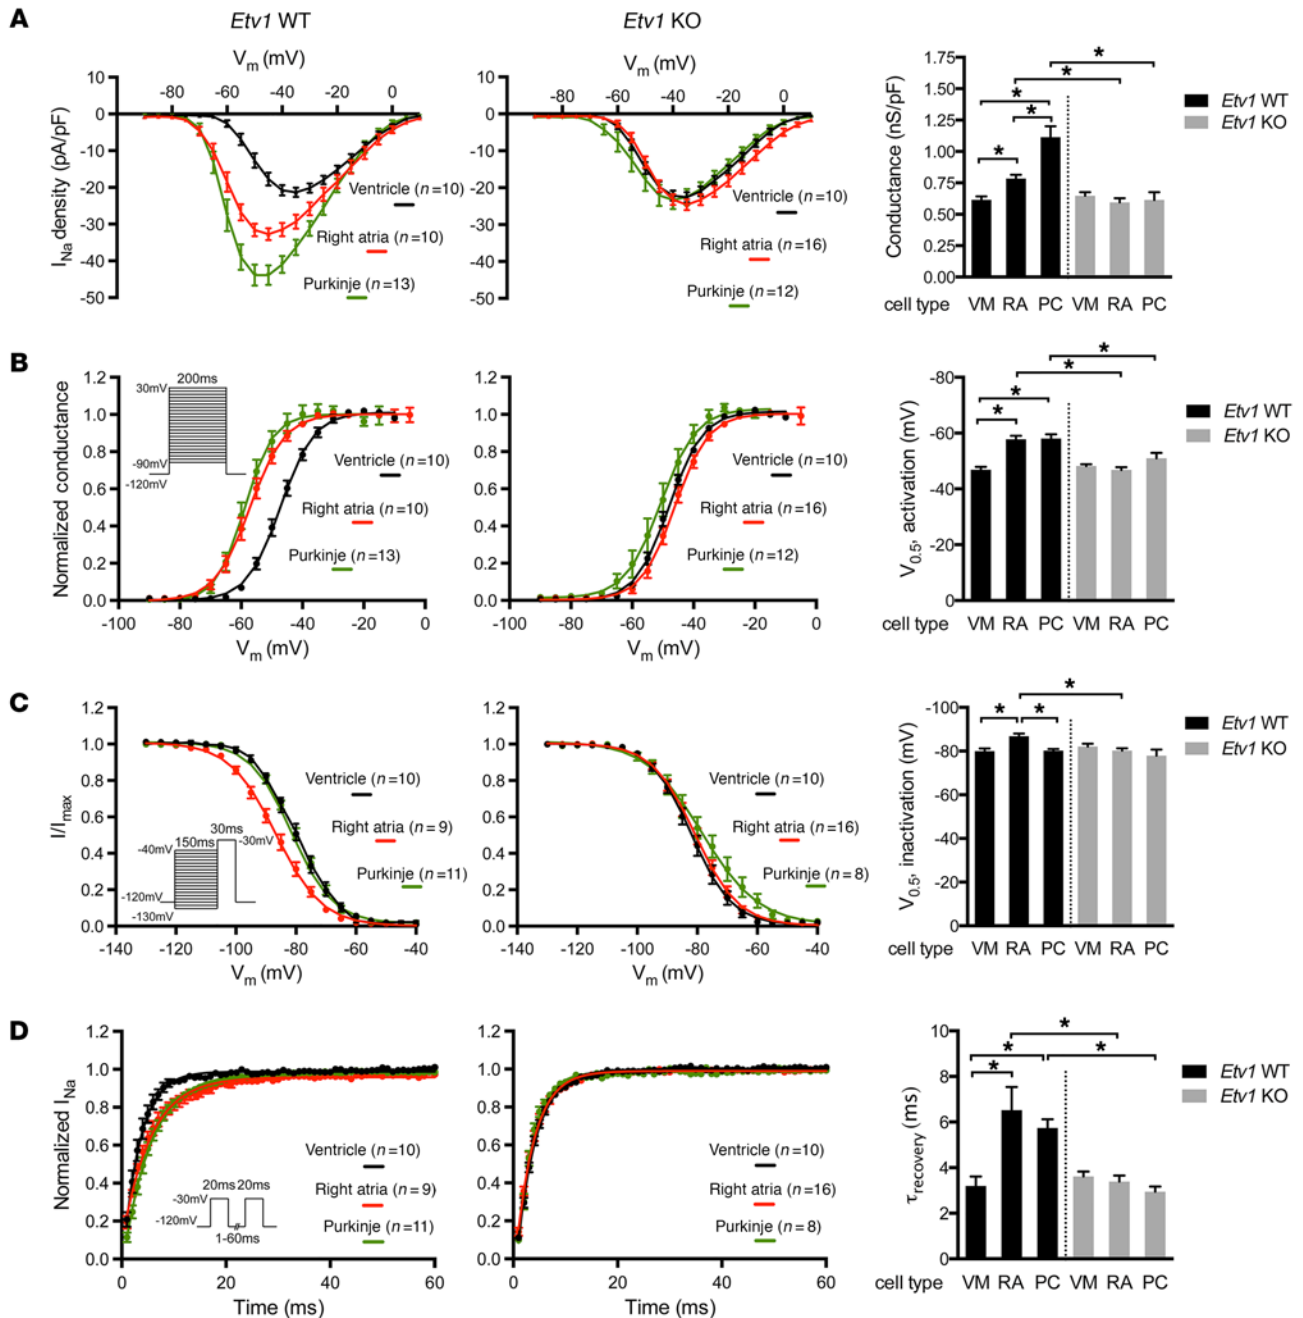 A
Etv1 WT
Etv1 KO
Vm (mV)
Vm (mV)
-80 -60 -40 -20 0
-80 -60 -40 -20 0
INa density (pA/pF)
10
0
-10
-20
-30
-40
-50
Ventricle (n=10)
Right atria (n=10)
Purkinje (n=13)
10
0
-10
-20
-30
-40
-50
Ventricle (n=10)
Right atria (n=16)
Purkinje (n=12)
Conductance (nS/pF)
1.75
1.50
1.25
1.00
0.75
0.50
0.25
0.00
* * * * *
Etv1 WT
Etv1 KO
cell type VM RA PC VM RA PC
B
Normalized conductance
1.2
1.0
0.8
0.6
0.4
0.2
0.0
200ms
30mV
-90mV
-120mV
Ventricle (n=10)
Right atria (n=10)
Purkinje (n=13)
-100 -80 -60 -40 -20 0
Vm (mV)
1.2
1.0
0.8
0.6
0.4
0.2
0.0
Ventricle (n=10)
Right atria (n=16)
Purkinje (n=12)
-100 -80 -60 -40 -20 0
Vm (mV)
V0.5, activation (mV)
-80
-60
-40
-20
0
* * * *
Etv1 WT
Etv1 KO
cell type VM RA PC VM RA PC
C
I/Imax
1.2
1.0
0.8
0.6
0.4
0.2
0.0
30ms
-40mV 150ms -30mV
-120mV
-130mV
Ventricle (n=10)
Right atria (n=9)
Purkinje (n=11)
-140 -120 -100 -80 -60 -40
Vm (mV)
1.2
1.0
0.8
0.6
0.4
0.2
0.0
Ventricle (n=10)
Right atria (n=16)
Purkinje (n=8)
-140 -120 -100 -80 -60 -40
Vm (mV)
V0.5, inactivation (mV)
-100
-80
-60
-40
-20
0
* * *
Etv1 WT
Etv1 KO
cell type VM RA PC VM RA PC
D
Normalized INa
1.2
1.0
0.8
0.6
0.4
0.2
0.0
20ms 20ms
-30mV
-120mV
1-60ms
Ventricle (n=10)
Right atria (n=9)
Purkinje (n=11)
0 20 40 60
Time (ms)
1.2
1.0
0.8
0.6
0.4
0.2
0.0
Ventricle (n=10)
Right atria (n=16)
Purkinje (n=8)
0 20 40 60
Time (ms)
τrecovery (ms)
10
8
6
4
2
0
* * * *
Etv1 WT
Etv1 KO
cell type VM RA PC VM RA PC